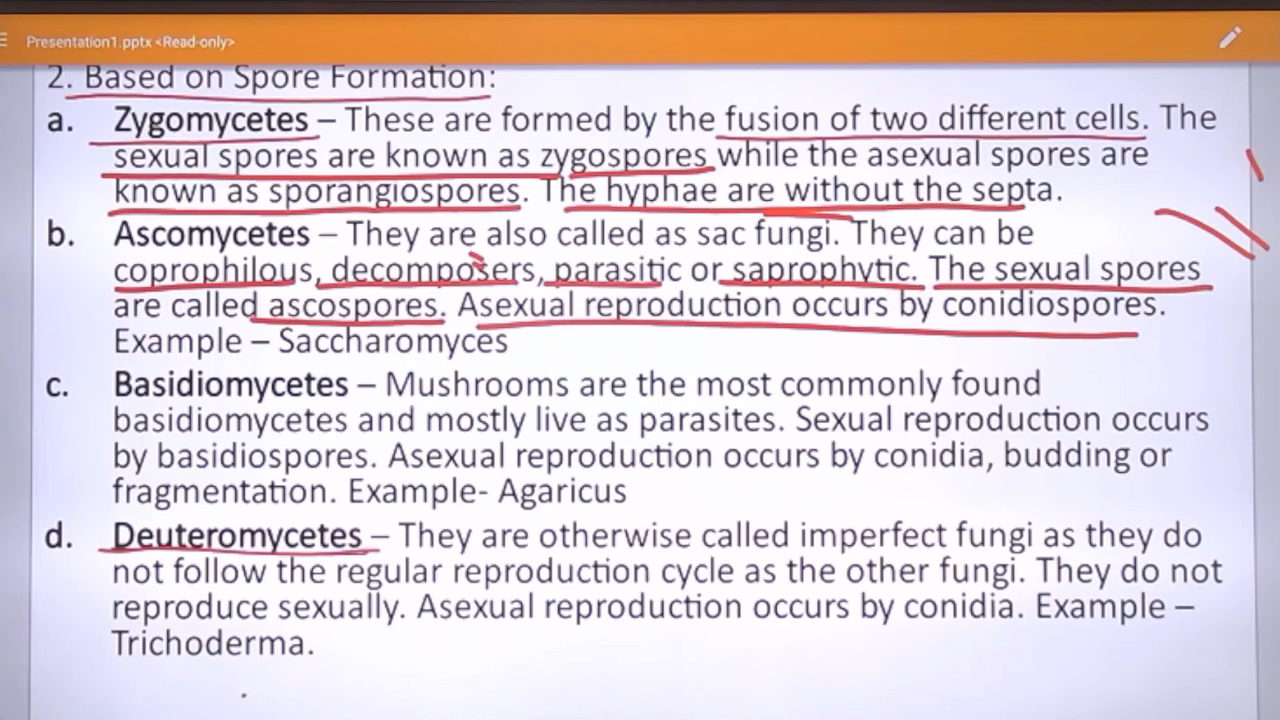 Presentation1.pptx <Read-only>
2. Based on Spore Formation:
a. Zygomycetes – These are formed by the fusion of two different cells. The
sexual spores are known as zygospores while the asexual spores are
known as sporangiospores. The hyphae are without the septa.
b. Ascomycetes – They are also called as sac fungi. They can be
coprophilous, decomposers, parasitic or saprophytic. The sexual spores
are called ascospores. Asexual reproduction occurs by conidiospores.
Example – Saccharomyces
c. Basidiomycetes – Mushrooms are the most commonly found
basidiomycetes and mostly live as parasites. Sexual reproduction occurs
by basidiospores. Asexual reproduction occurs by conidia, budding or
fragmentation. Example- Agaricus
d. Deuteromycetes – They are otherwise called imperfect fungi as they do
not follow the regular reproduction cycle as the other fungi. They do not
reproduce sexually. Asexual reproduction occurs by conidia. Example –
Trichoderma.